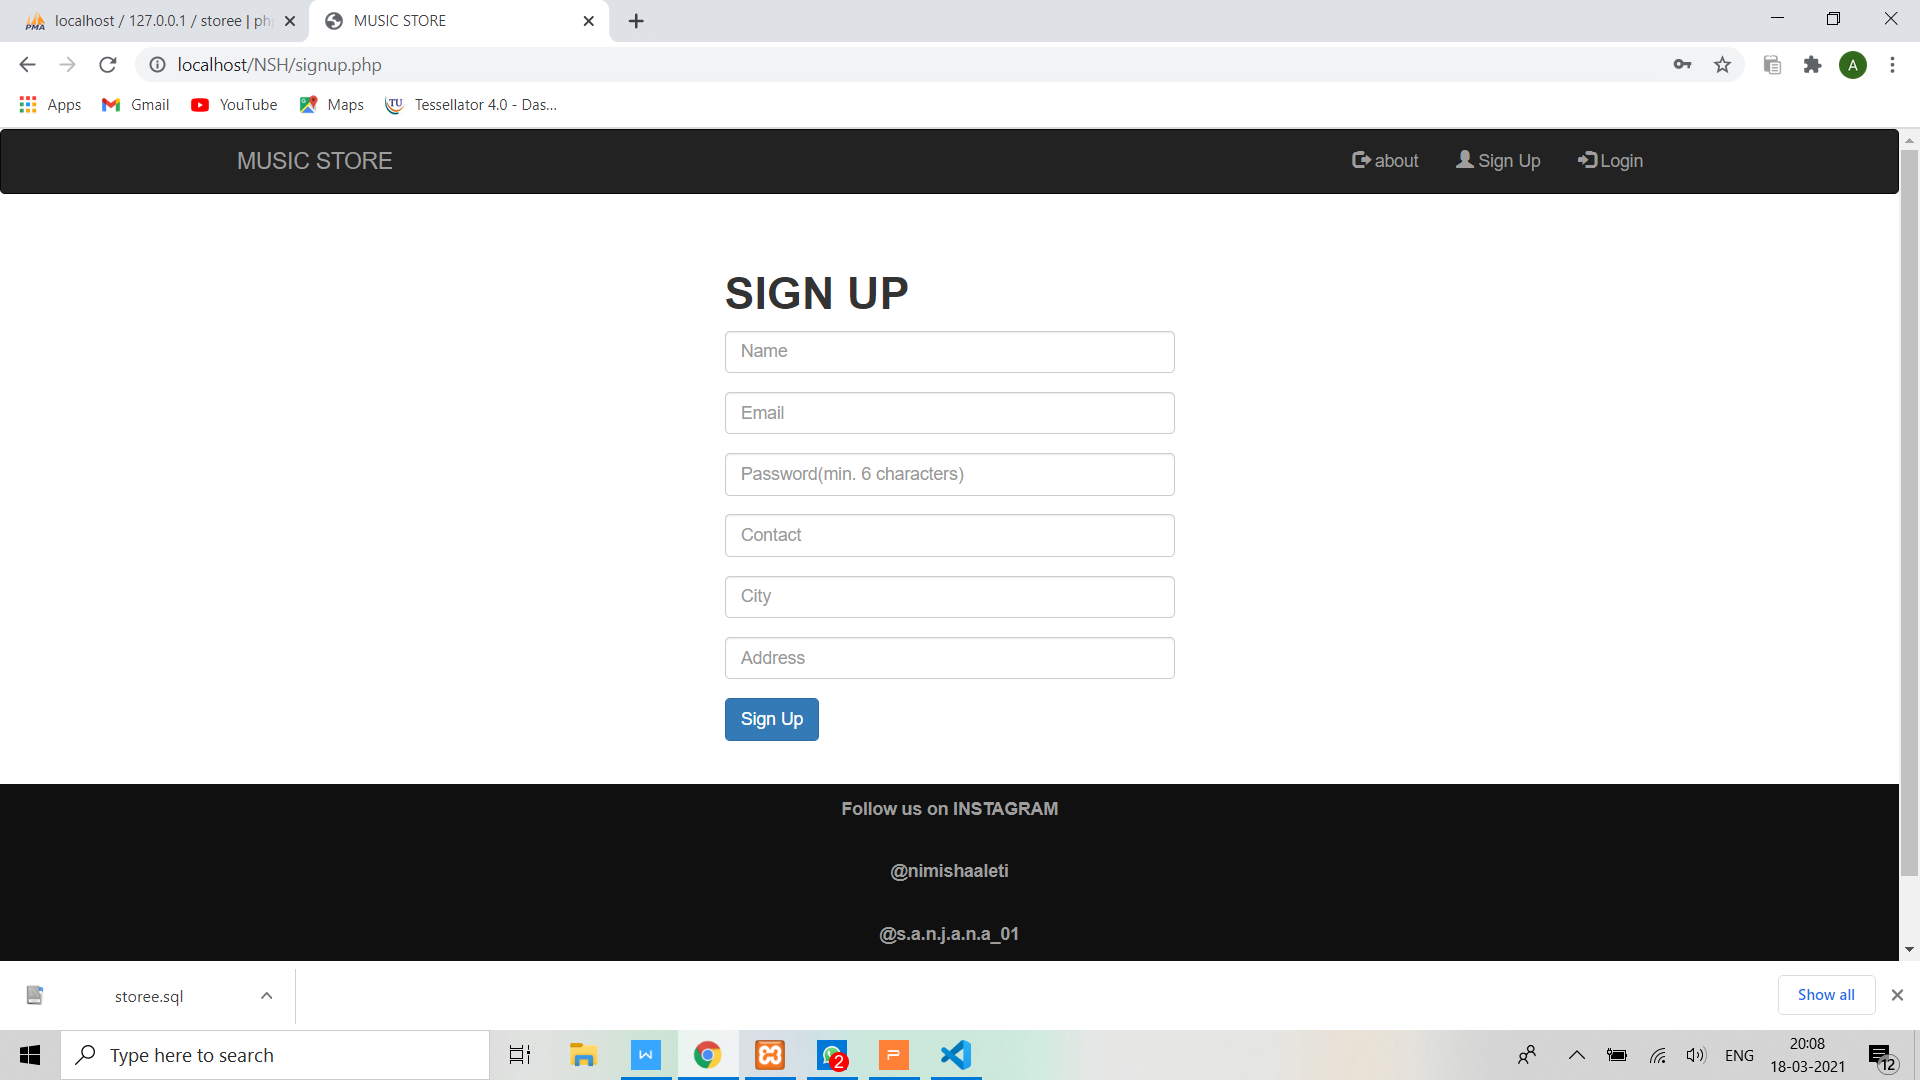 localhost / 127.0.0.1 / storee | ph
MUSIC STORE
localhost/NSH/signup.php
A
Apps
Gmail
YouTube
Maps
Tessellator 4.0 - Das...
MUSIC STORE
about
Sign Up
Login
SIGN UP
Name
Email
Password(min. 6 characters)
Contact
City
Address
Sign Up
Follow us on INSTAGRAM
@nimishaaleti
@s.a.n.j.a.n.a_01
storee.sql
Show all
Type here to search
2
ENG
20:08
18-03-2021
12